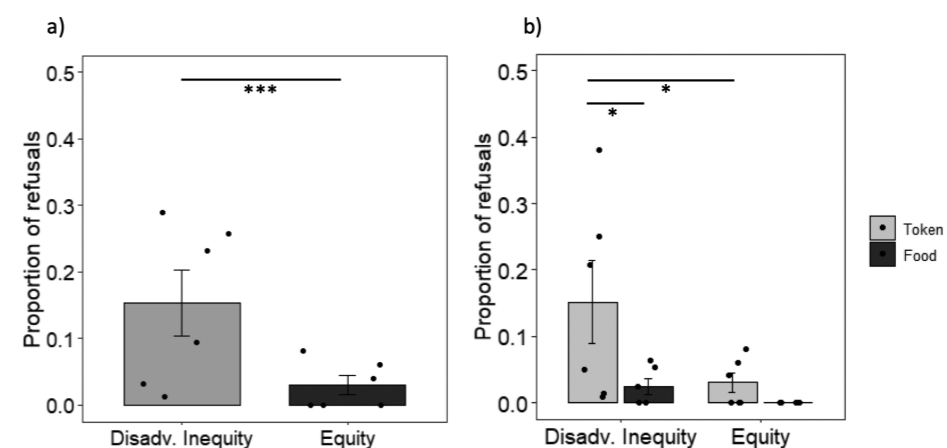 a)
Proportion of refusals
0.5
0.4
0.3
0.2
0.1
0.0
***
Disadv. Inequity
Equity
b)
Proportion of refusals
0.5
0.4
0.3
0.2
0.1
0.0
*
*
Disadv. Inequity
Equity
Token
Food